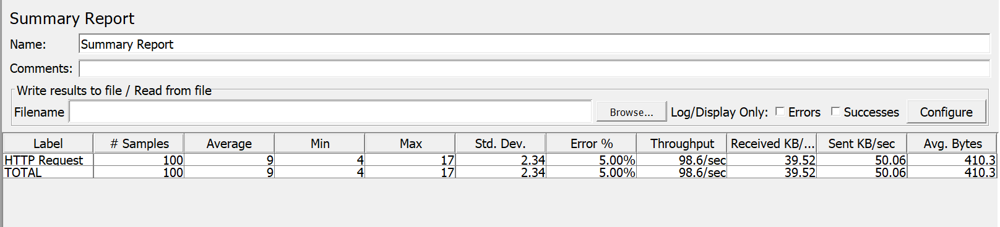 Summary Report
Name: Summary Report
Comments:
Write results to file / Read from file
Filename Browse... Log/Display Only: Errors Successes Configure
Label # Samples Average Min Max Std. Dev. Error % Throughput Received KB/... Sent KB/sec Avg. Bytes
HTTP Request 100 9 4 17 2.34 5.00% 98.6/sec 39.52 50.06 410.3
TOTAL 100 9 4 17 2.34 5.00% 98.6/sec 39.52 50.06 410.3